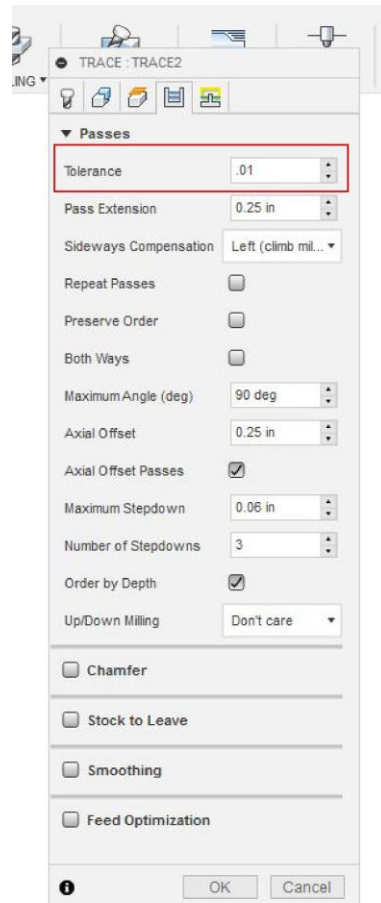 TRACE : TRACE2
Passes
Tolerance .01
Pass Extension 0.25 in
Sideways Compensation Left (climb mil...
Repeat Passes
Preserve Order
Both Ways
Maximum Angle (deg) 90 deg
Axial Offset 0.25 in
Axial Offset Passes
Maximum Stepdown 0.06 in
Number of Stepdowns 3
Order by Depth
Up/Down Milling Don't care
Chamfer
Stock to Leave
Smoothing
Feed Optimization
OK Cancel